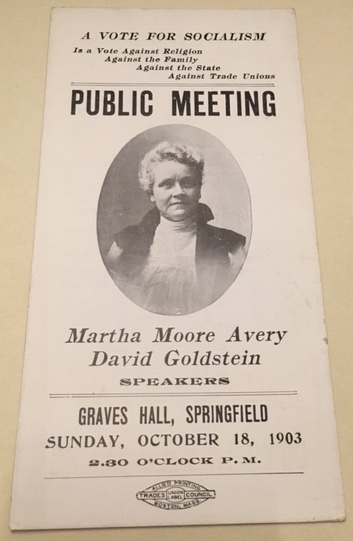 A VOTE FOR SOCIALISM
Is a Vote Against Religion
Against the Family
Against the State
Against Trade Unions
PUBLIC MEETING
Martha Moore Avery
David Goldstein
SPEAKERS
GRAVES HALL, SPRINGFIELD
SUNDAY, OCTOBER 18, 1903
2.30 O'CLOCK P.M.
ALLIED PRINTING
TRADES UNION LABEL COUNCIL
BOSTON, MASS